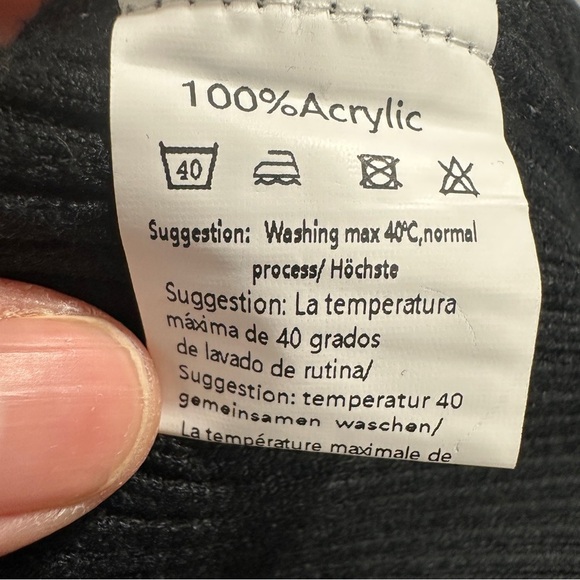 100%Acrylic
40
Suggestion: Washing max 40°C,normal
process/ Höchste
Suggestion: La temperatura
máxima de 40 grados
de lavado de rutina/
Suggestion: temperatur 40
gemeinsamen waschen/
La température maximale de